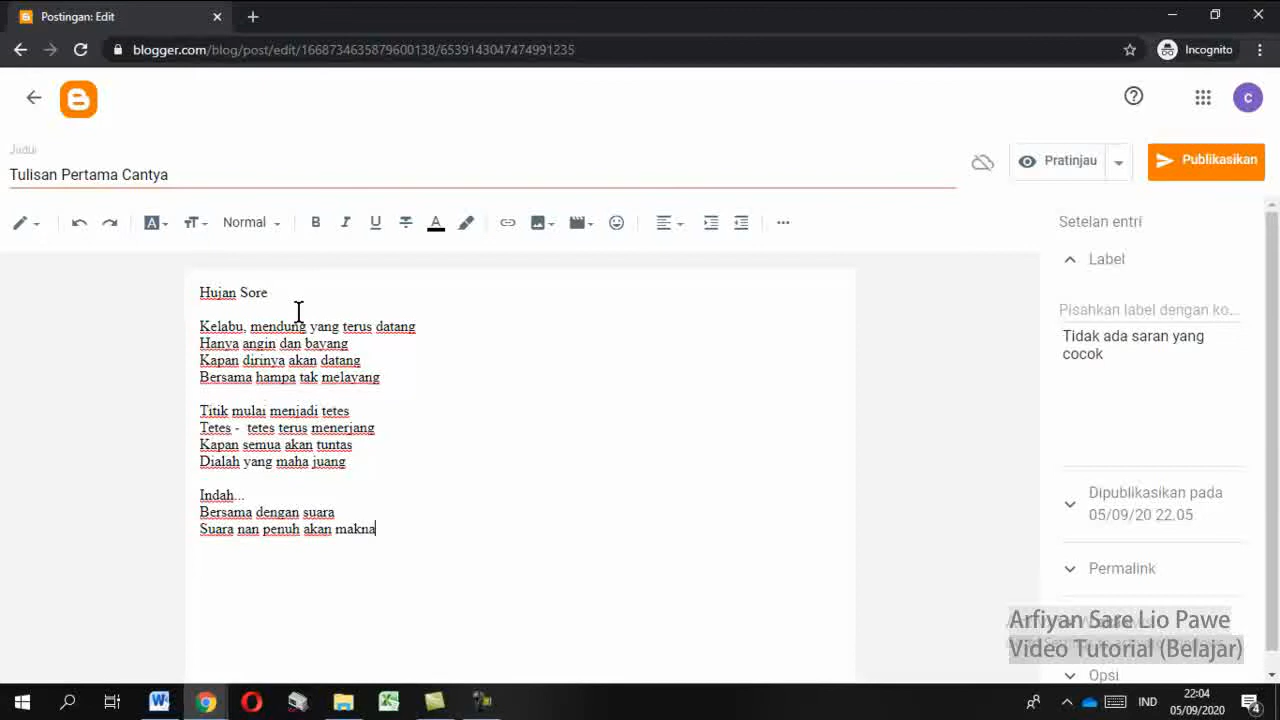 Postingan: Edit
blogger.com/blog/post/edit/1668734635879600138/6539143047474991235
Incognito
C
Judul
Tulisan Pertama Cantya
Pratinjau
Publikasikan
Normal
B I U A
Setelan entri
Label
Pisahkan label dengan ko...
Tidak ada saran yang
cocok
Dipublikasikan pada
05/09/20 22.05
Permalink
Opsi
Hujan Sore
Kelabu, mendung yang terus datang
Hanya angin dan bayang
Kapan dirinya akan datang
Bersama hampa tak melayang
Titik mulai menjadi tetes
Tetes -  tetes terus menerjang
Kapan semua akan tuntas
Dialah yang maha juang
Indah...
Bersama dengan suara
Suara nan penuh akan makna
Arfiyan Sare Lio Pawe
Video Tutorial (Belajar)
IND
22:04
05/09/2020
4